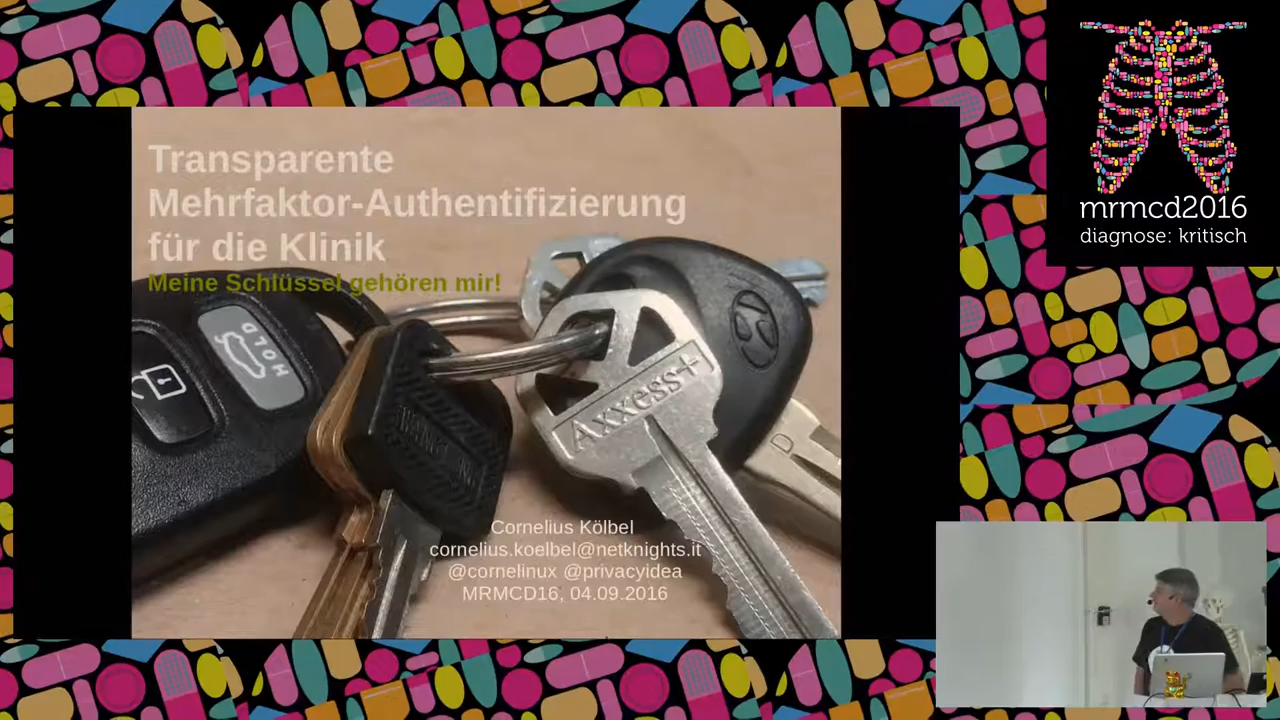 Transparente
Mehrfaktor-Authentifizierung
für die Klinik
Meine Schlüssel gehören mir!
HOLD
Axxess+
D
Cornelius Kölbel
cornelius.koelbel@netknights.it
@cornelinux @privacyidea
MRMCD16, 04.09.2016
mrmcd2016
diagnose: kritisch